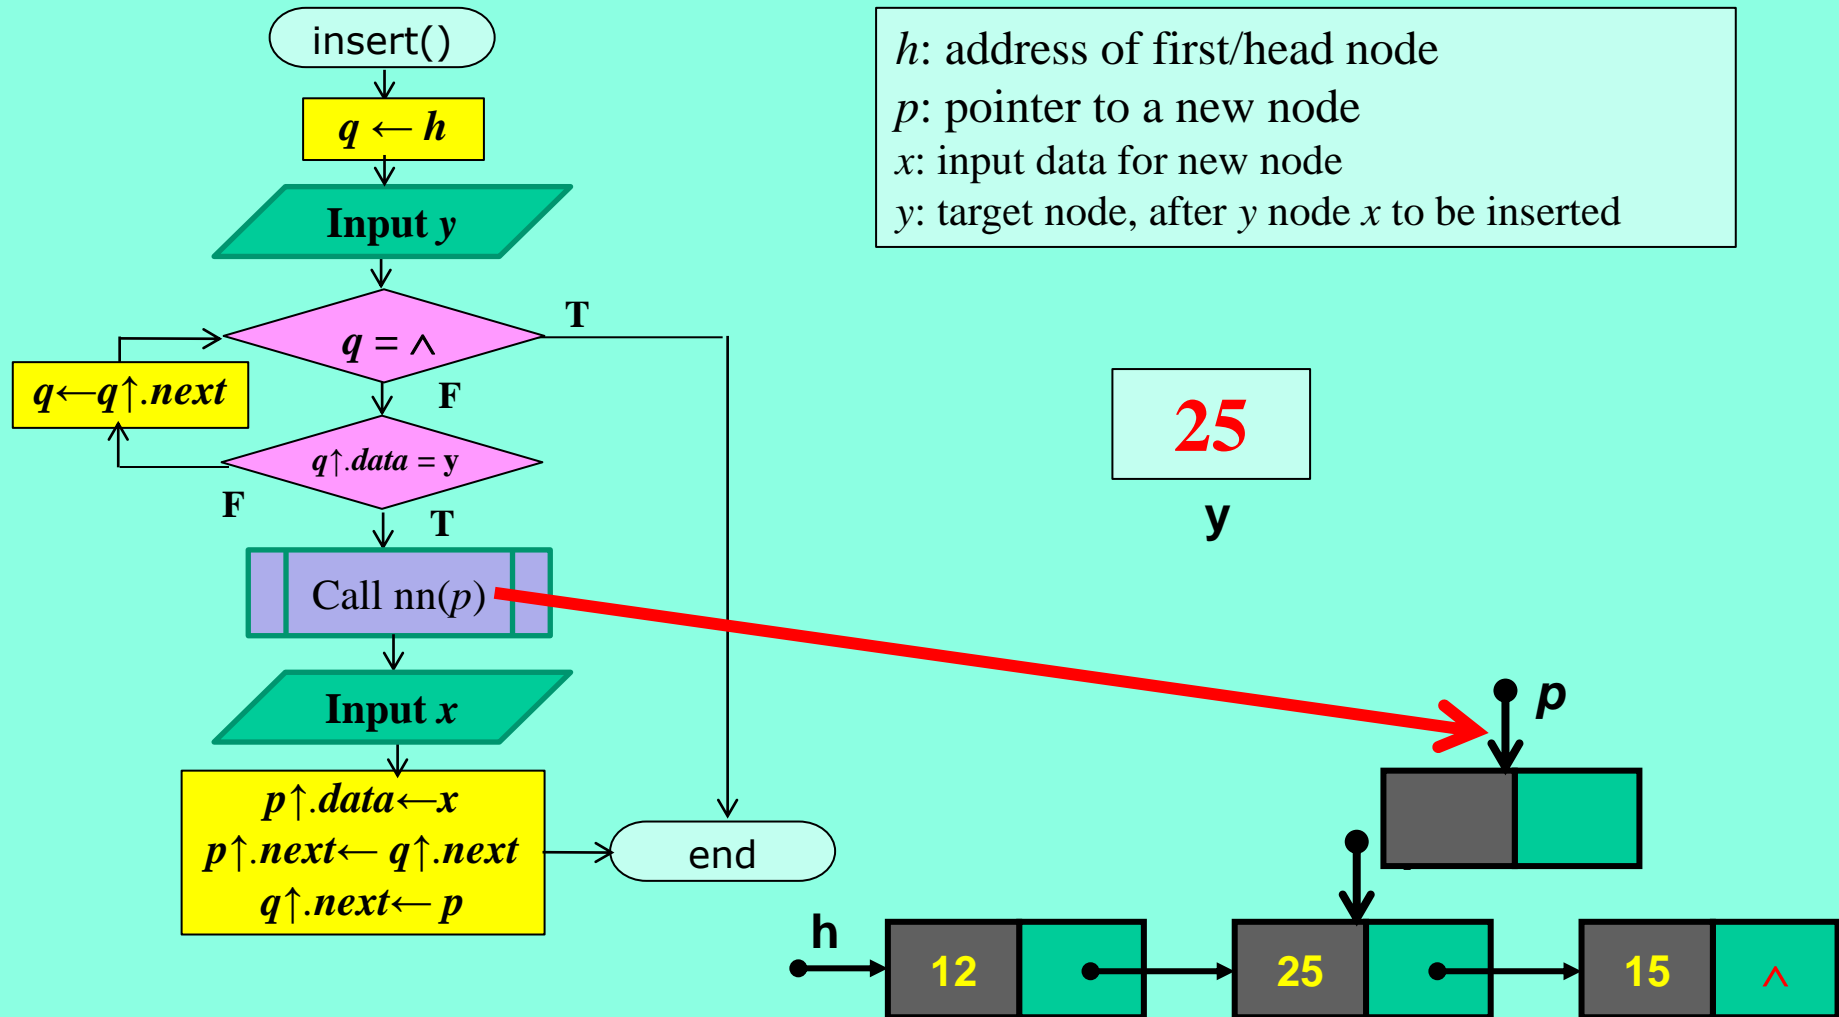 insert()
q ← h
Input y
q = ∧
T
F
q←q↑.next
q↑.data = y
F
T
Call nn(p)
Input x
p↑.data←x
p↑.next← q↑.next
q↑.next← p
end
h: address of first/head node
p: pointer to a new node
x: input data for new node
y: target node, after y node x to be inserted
25
y
p
h
12
25
15
∧